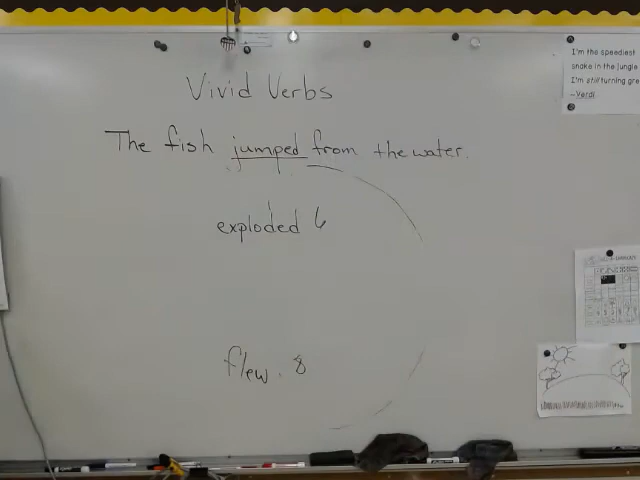 Vivid Verbs
The fish jumped from the water.
exploded 6
flew. 8
I'm the speediest
snake in the jungle
I'm still turning gre
-Verdi